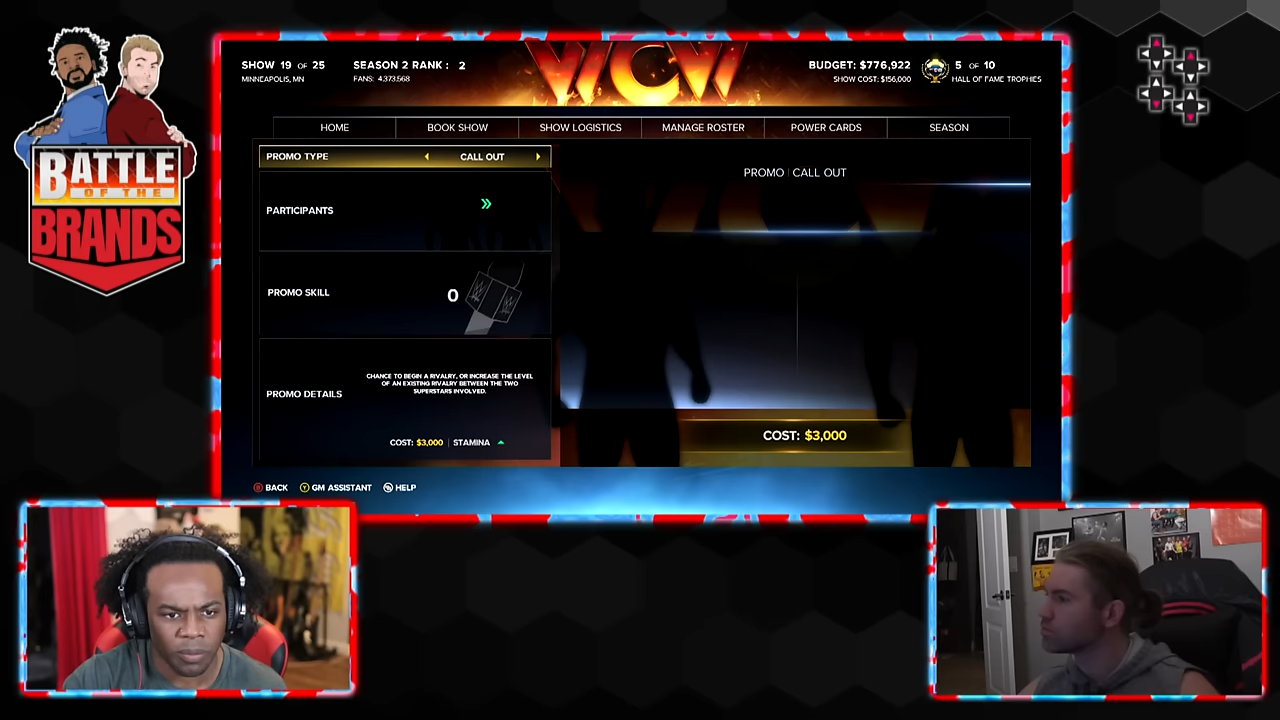 BATTLE
OF THE
BRANDS
WCW
SHOW 19 OF 25
MINNEAPOLIS, MN
SEASON 2 RANK : 2
FANS: 4,373,568
BUDGET: $776,922
SHOW COST: $156,000
5 OF 10
HALL OF FAME TROPHIES
HOME
BOOK SHOW
SHOW LOGISTICS
MANAGE ROSTER
POWER CARDS
SEASON
PROMO TYPE
CALL OUT
PARTICIPANTS
PROMO SKILL
0
PROMO DETAILS
CHANCE TO BEGIN A RIVALRY, OR INCREASE THE LEVEL
OF AN EXISTING RIVALRY BETWEEN THE TWO
SUPERSTARS INVOLVED.
COST: $3,000 | STAMINA
PROMO | CALL OUT
COST: $3,000
B BACK
Y GM ASSISTANT
HELP